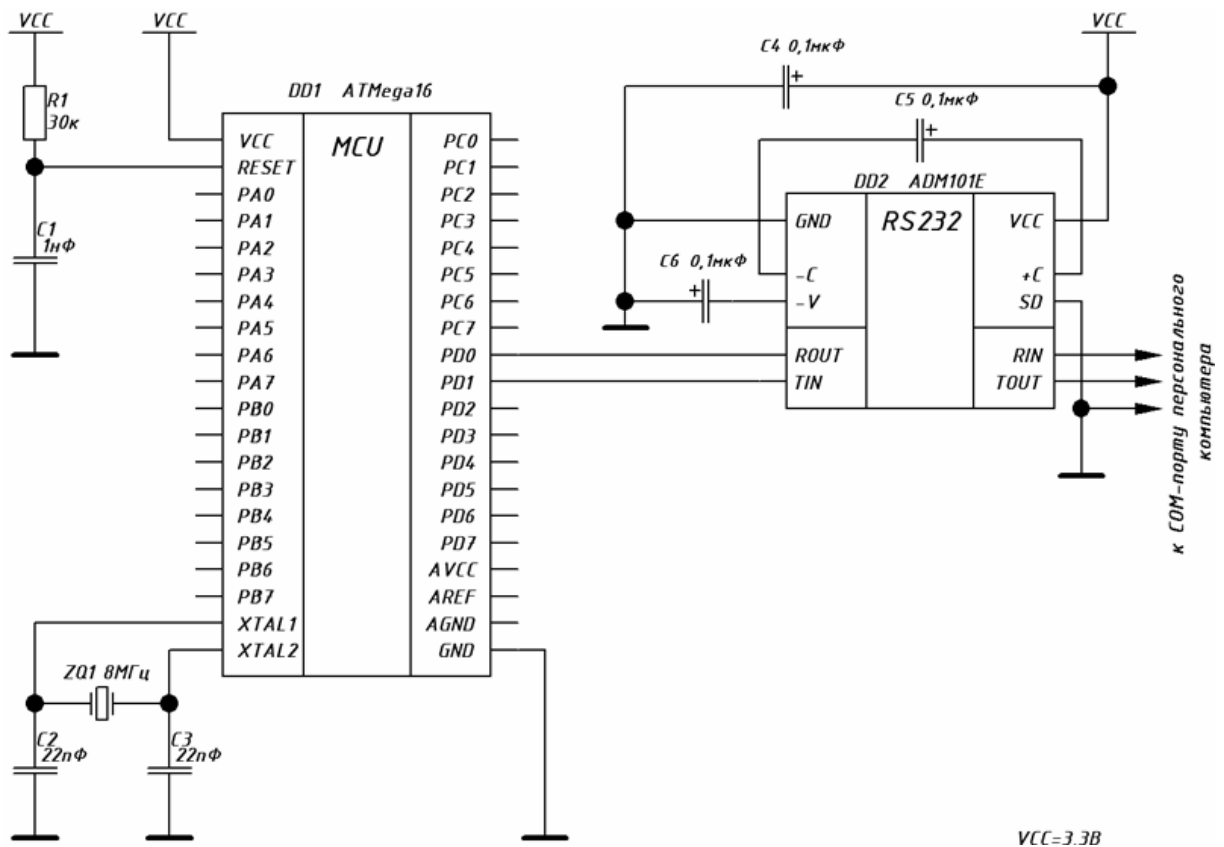 VCC
VCC
VCC
R1
30к
C1
1нФ
DD1 ATMega16
MCU
VCC
RESET
PA0
PA1
PA2
PA3
PA4
PA5
PA6
PA7
PB0
PB1
PB2
PB3
PB4
PB5
PB6
PB7
XTAL1
XTAL2
PC0
PC1
PC2
PC3
PC4
PC5
PC6
PC7
PD0
PD1
PD2
PD3
PD4
PD5
PD6
PD7
AVCC
AREF
AGND
GND
ZQ1 8МГц
C2
22пФ
C3
22пФ
C4 0,1мкФ
C5 0,1мкФ
C6 0,1мкФ
DD2 ADM101E
RS232
GND
-C
-V
ROUT
TIN
VCC
+C
SD
RIN
TOUT
+
+
+
к COM-порту персонального
компьютера
VCC=3.3В